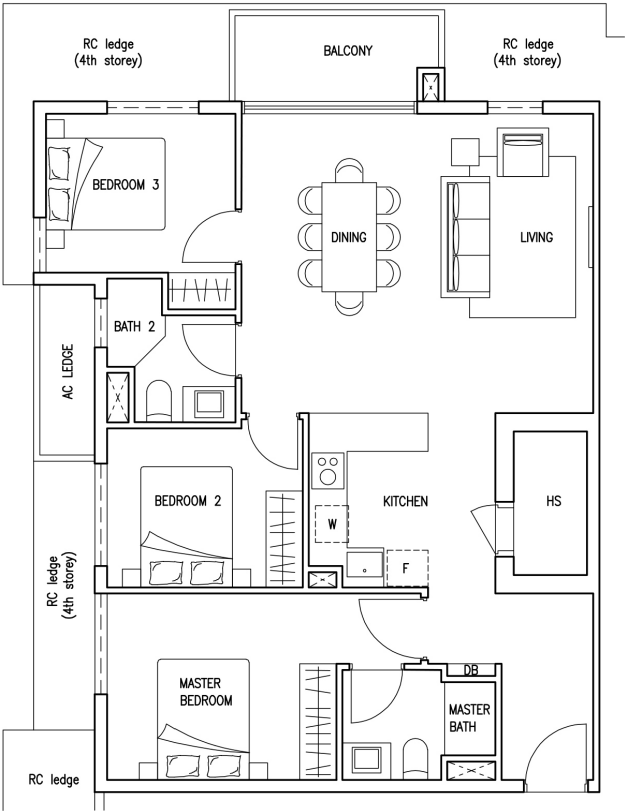 RC ledge
(4th storey)
BALCONY
RC ledge
(4th storey)
BEDROOM 3
DINING
LIVING
BATH 2
AC LEDGE
BEDROOM 2
KITCHEN
HS
W
F
RC ledge
(4th storey)
DB
MASTER
BEDROOM
MASTER
BATH
RC ledge